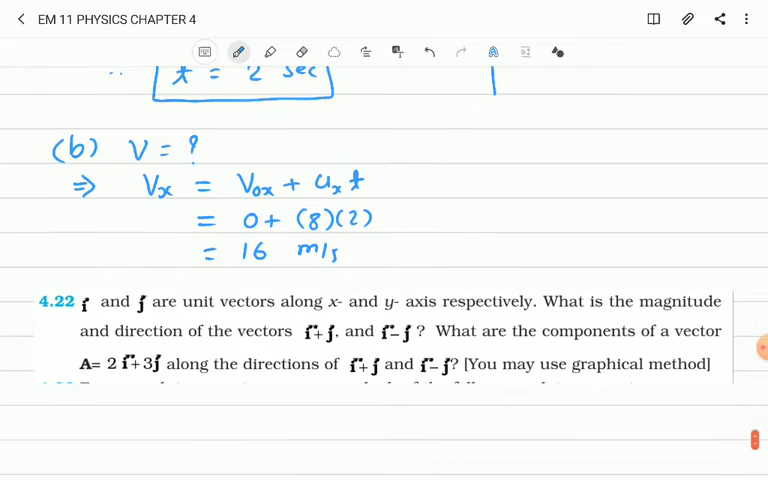 EM 11 PHYSICS CHAPTER 4
∴ t = 2 sec
(b) V = ?
⇒ Vx = Vox + ax t
= 0 + (8)(2)
= 16 m/s
4.22 î and ĵ are unit vectors along x- and y- axis respectively. What is the magnitude
and direction of the vectors î+ ĵ, and î− ĵ ? What are the components of a vector
A= 2 î+ 3ĵ along the directions of î+ ĵ and î− ĵ? [You may use graphical method]